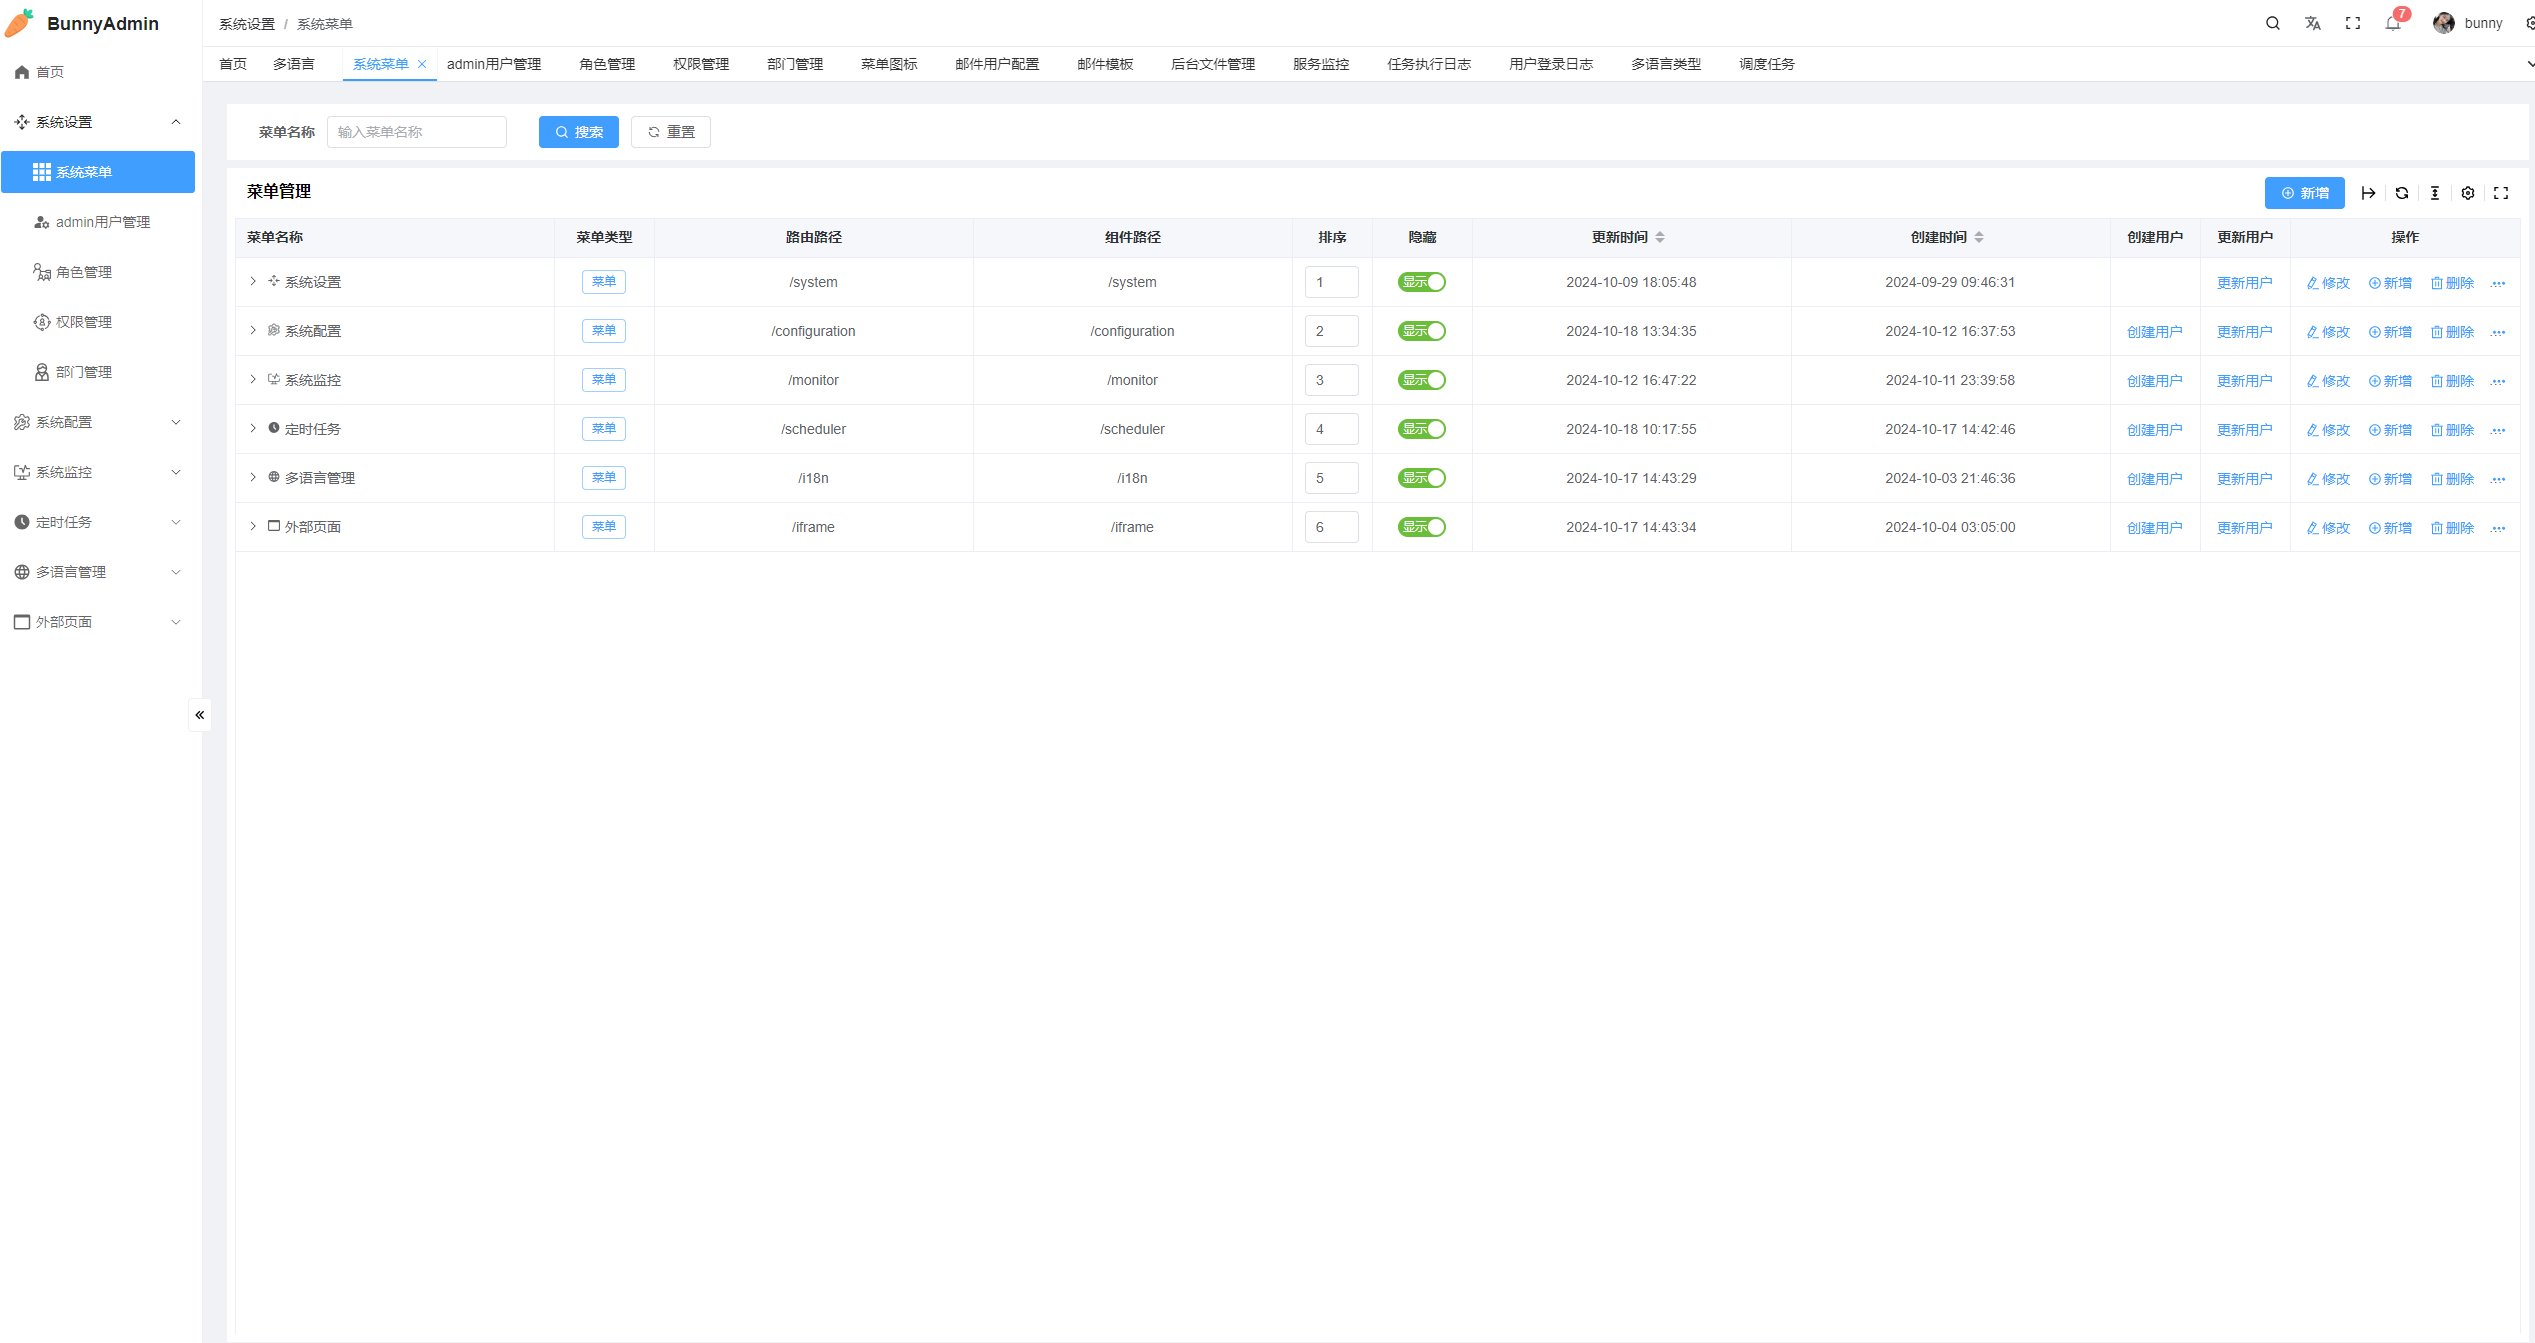 BunnyAdmin
系统设置 / 系统菜单
7
bunny
首页 多语言 系统菜单 admin用户管理 角色管理 权限管理 部门管理 菜单图标 邮件用户配置 邮件模板 后台文件管理 服务监控 任务执行日志 用户登录日志 多语言类型 调度任务
首页
系统设置
系统菜单
admin用户管理
角色管理
权限管理
部门管理
系统配置
系统监控
定时任务
多语言管理
外部页面
菜单名称 输入菜单名称 搜索 重置
菜单管理 新增
菜单名称 菜单类型 路由路径 组件路径 排序 隐藏 更新时间 创建时间 创建用户 更新用户 操作
系统设置 菜单 /system /system 1 显示 2024-10-09 18:05:48 2024-09-29 09:46:31 更新用户 修改 新增 删除 ...
系统配置 菜单 /configuration /configuration 2 显示 2024-10-18 13:34:35 2024-10-12 16:37:53 创建用户 更新用户 修改 新增 删除 ...
系统监控 菜单 /monitor /monitor 3 显示 2024-10-12 16:47:22 2024-10-11 23:39:58 创建用户 更新用户 修改 新增 删除 ...
定时任务 菜单 /scheduler /scheduler 4 显示 2024-10-18 10:17:55 2024-10-17 14:42:46 创建用户 更新用户 修改 新增 删除 ...
多语言管理 菜单 /i18n /i18n 5 显示 2024-10-17 14:43:29 2024-10-03 21:46:36 创建用户 更新用户 修改 新增 删除 ...
外部页面 菜单 /iframe /iframe 6 显示 2024-10-17 14:43:34 2024-10-04 03:05:00 创建用户 更新用户 修改 新增 删除 ...